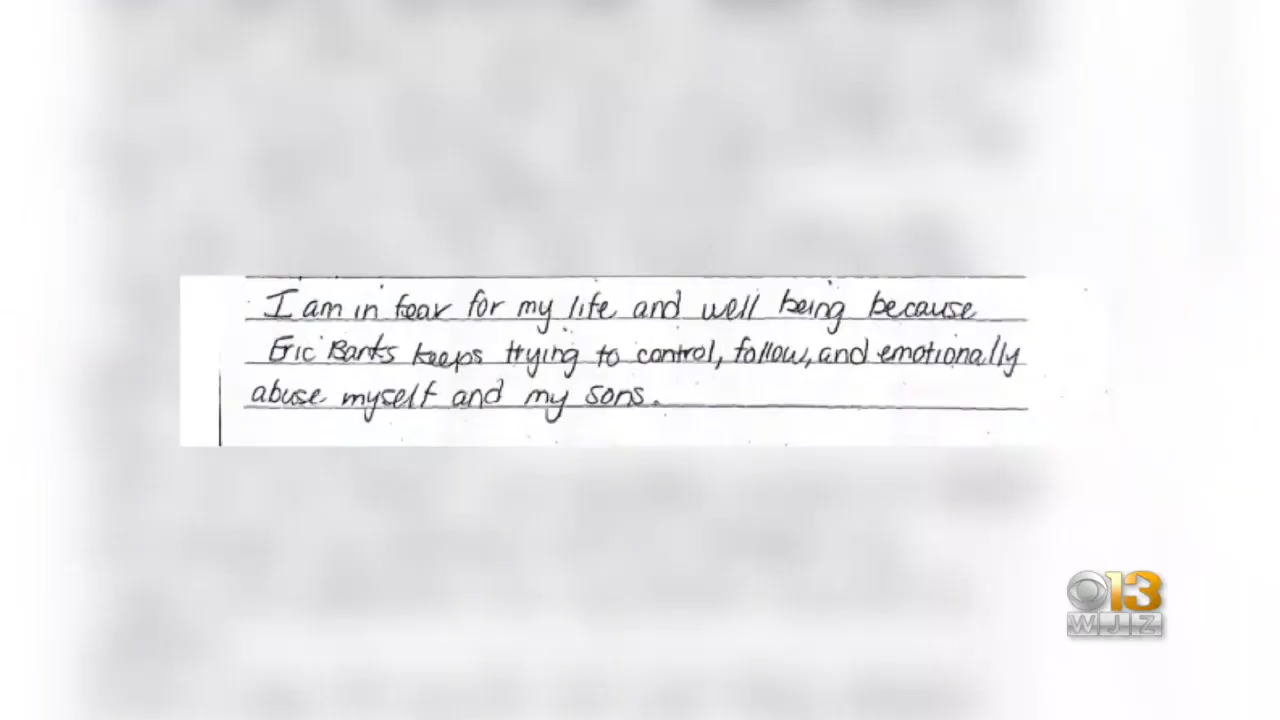 I am in fear for my life and well being because
Eric Banks keeps trying to control, follow, and emotionally
abuse myself and my sons.
13
WJZ